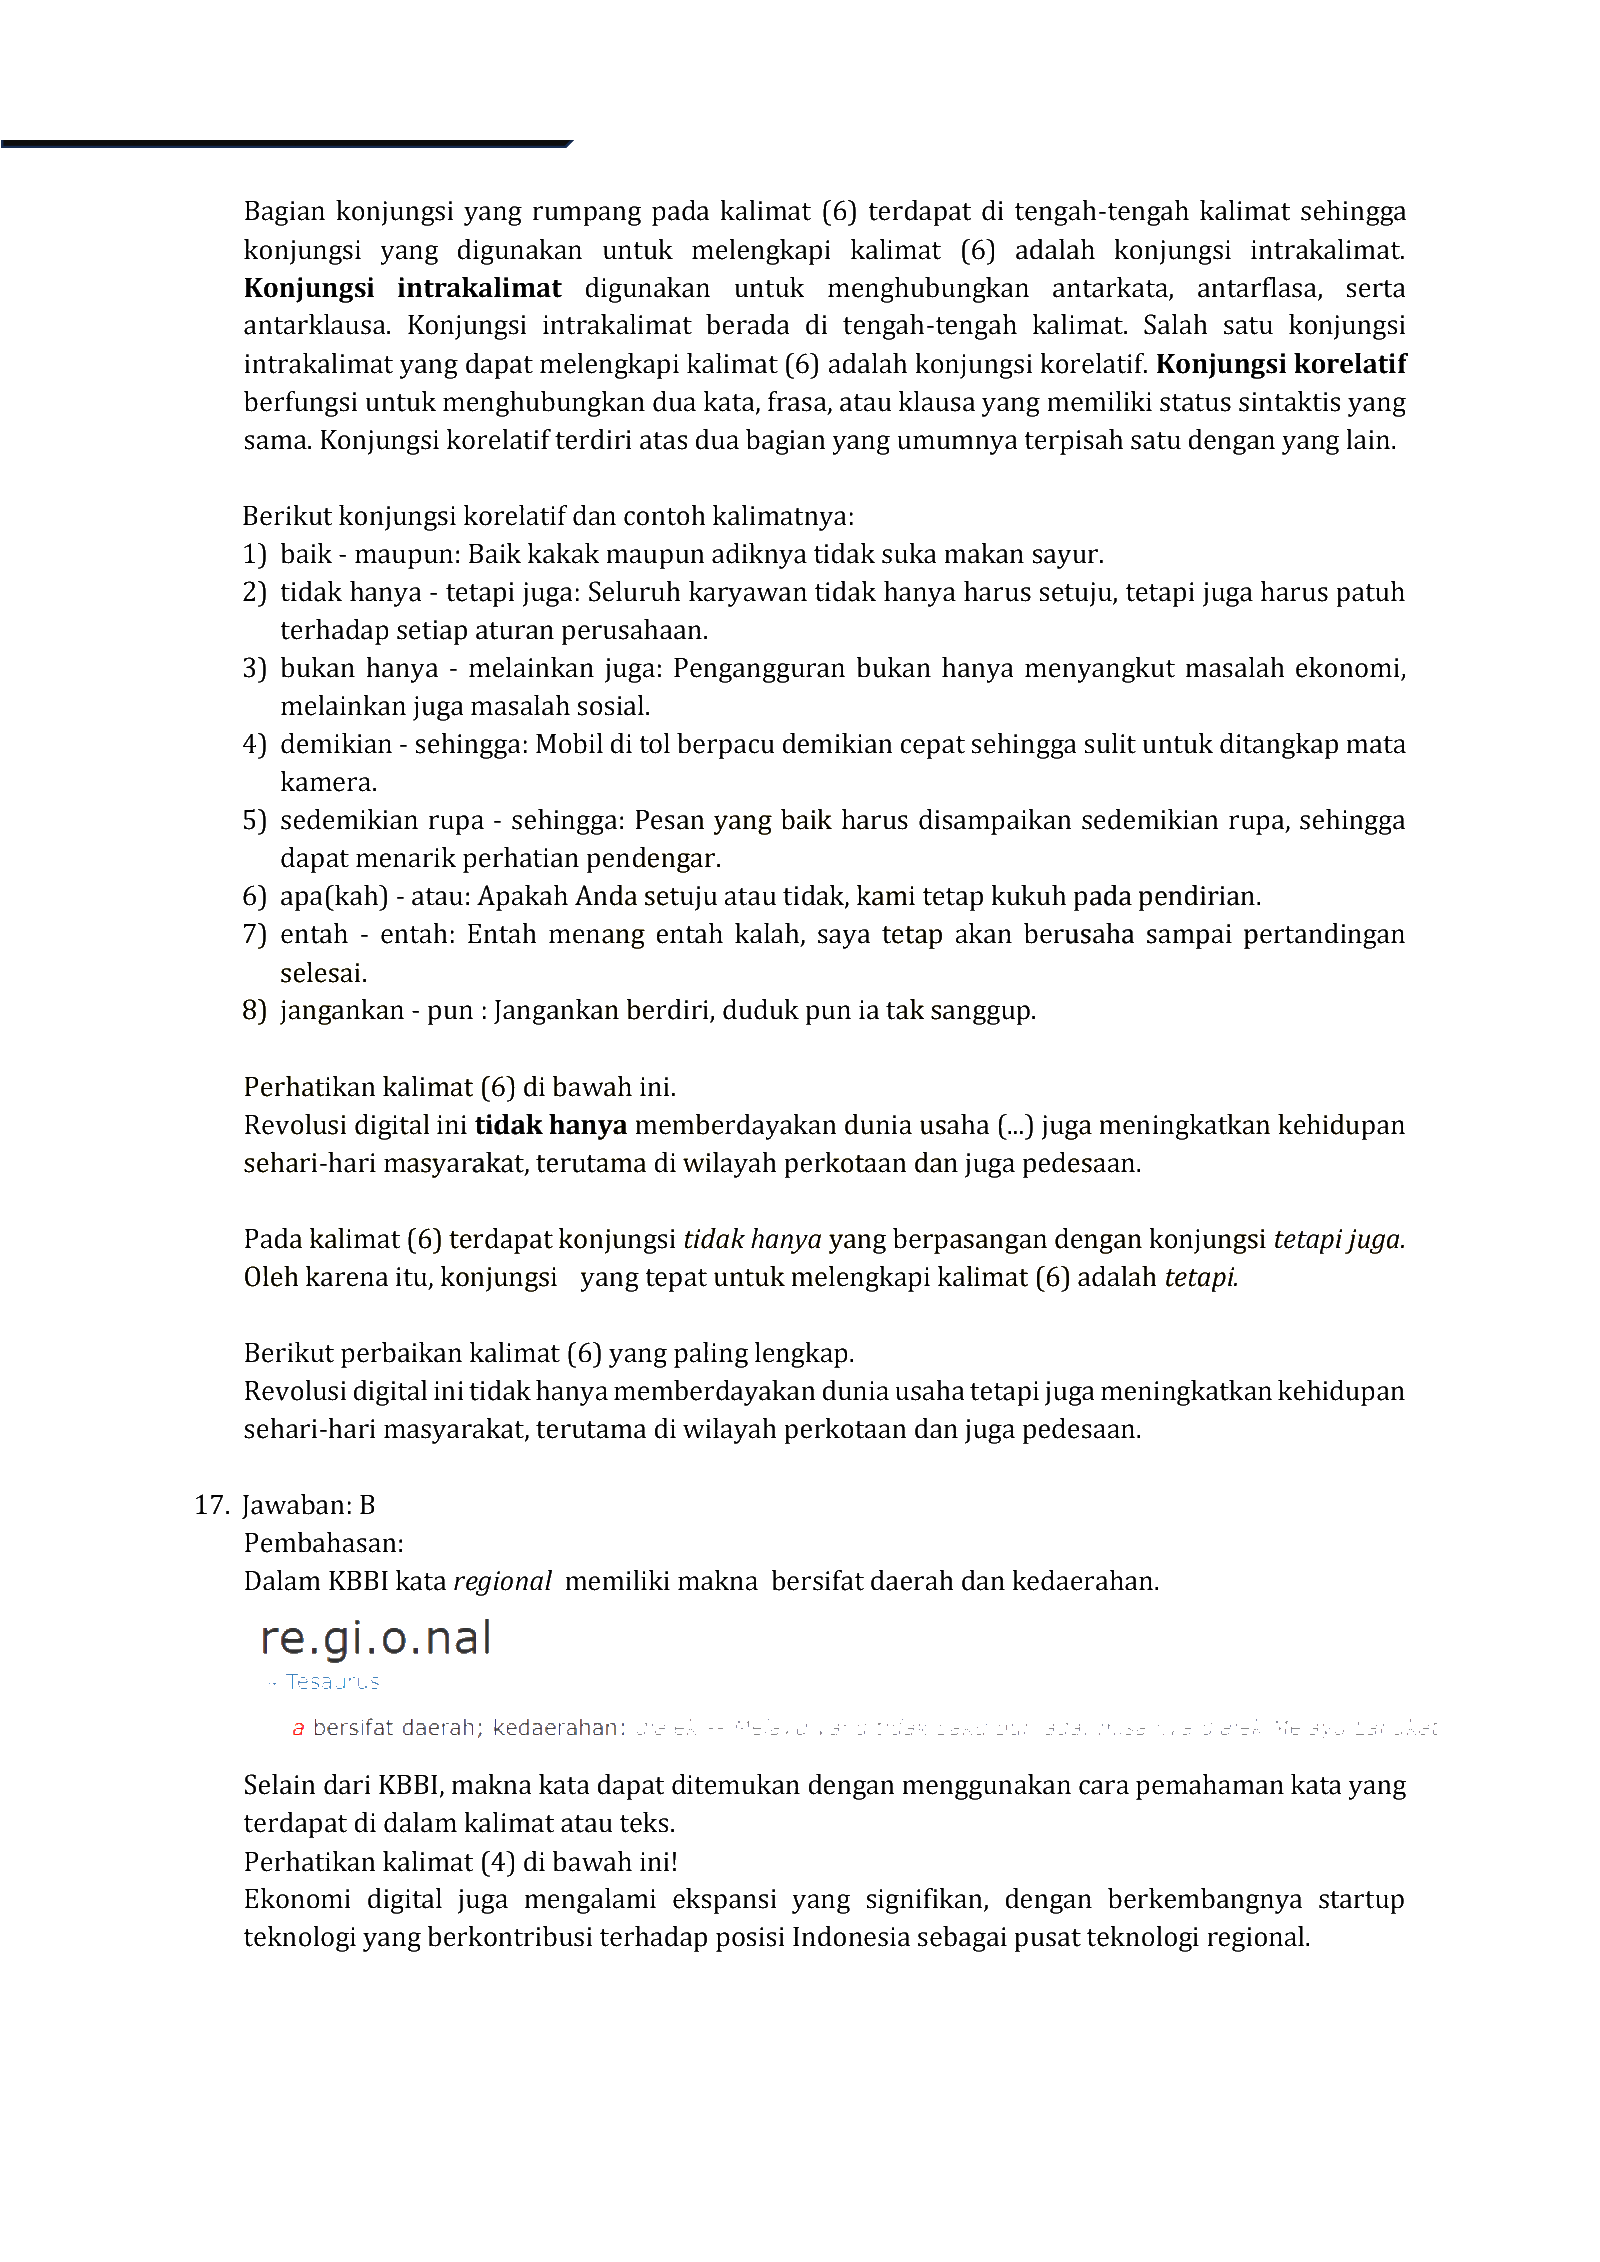 Bagian konjungsi yang rumpang pada kalimat (6) terdapat di tengah-tengah kalimat sehingga
konjungsi yang digunakan untuk melengkapi kalimat (6) adalah konjungsi intrakalimat.
Konjungsi intrakalimat digunakan untuk menghubungkan antarkata, antarflasa, serta
antarklausa. Konjungsi intrakalimat berada di tengah-tengah kalimat. Salah satu konjungsi
intrakalimat yang dapat melengkapi kalimat (6) adalah konjungsi korelatif. Konjungsi korelatif
berfungsi untuk menghubungkan dua kata, frasa, atau klausa yang memiliki status sintaktis yang
sama. Konjungsi korelatif terdiri atas dua bagian yang umumnya terpisah satu dengan yang lain.
Berikut konjungsi korelatif dan contoh kalimatnya:
1) baik - maupun: Baik kakak maupun adiknya tidak suka makan sayur.
2) tidak hanya - tetapi juga: Seluruh karyawan tidak hanya harus setuju, tetapi juga harus patuh
terhadap setiap aturan perusahaan.
3) bukan hanya - melainkan juga: Pengangguran bukan hanya menyangkut masalah ekonomi,
melainkan juga masalah sosial.
4) demikian - sehingga: Mobil di tol berpacu demikian cepat sehingga sulit untuk ditangkap mata
kamera.
5) sedemikian rupa - sehingga: Pesan yang baik harus disampaikan sedemikian rupa, sehingga
dapat menarik perhatian pendengar.
6) apa(kah) - atau: Apakah Anda setuju atau tidak, kami tetap kukuh pada pendirian.
7) entah - entah: Entah menang entah kalah, saya tetap akan berusaha sampai pertandingan
selesai.
8) jangankan - pun : Jangankan berdiri, duduk pun ia tak sanggup.
Perhatikan kalimat (6) di bawah ini.
Revolusi digital ini tidak hanya memberdayakan dunia usaha (...) juga meningkatkan kehidupan
sehari-hari masyarakat, terutama di wilayah perkotaan dan juga pedesaan.
Pada kalimat (6) terdapat konjungsi tidak hanya yang berpasangan dengan konjungsi tetapi juga.
Oleh karena itu, konjungsi yang tepat untuk melengkapi kalimat (6) adalah tetapi.
Berikut perbaikan kalimat (6) yang paling lengkap.
Revolusi digital ini tidak hanya memberdayakan dunia usaha tetapi juga meningkatkan kehidupan
sehari-hari masyarakat, terutama di wilayah perkotaan dan juga pedesaan.
17. Jawaban: B
Pembahasan:
Dalam KBBI kata regional memiliki makna bersifat daerah dan kedaerahan.
re.gi.o.nal
Tesaurus
a bersifat daerah; kedaerahan:
Selain dari KBBI, makna kata dapat ditemukan dengan menggunakan cara pemahaman kata yang
terdapat di dalam kalimat atau teks.
Perhatikan kalimat (4) di bawah ini!
Ekonomi digital juga mengalami ekspansi yang signifikan, dengan berkembangnya startup
teknologi yang berkontribusi terhadap posisi Indonesia sebagai pusat teknologi regional.